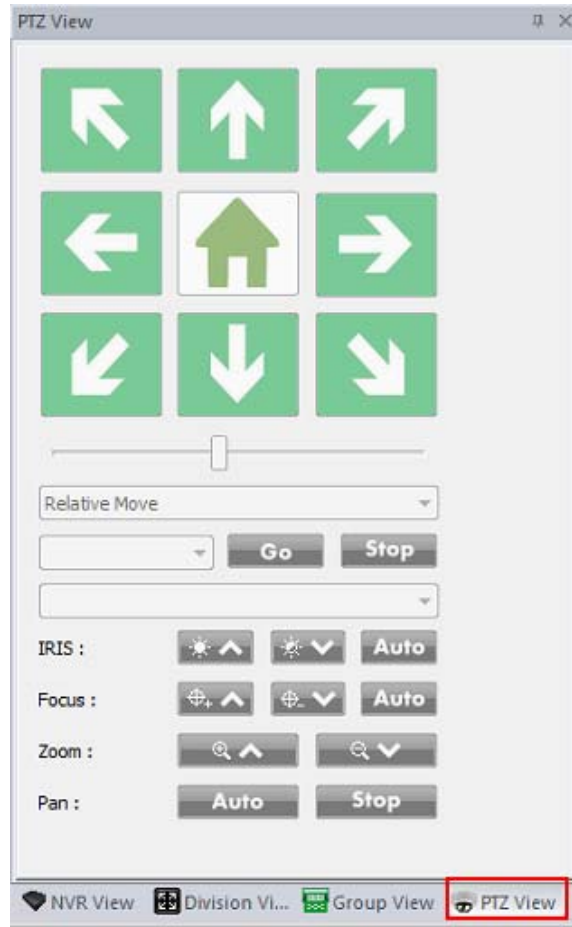 PTZ View
Relative Move
Go Stop
IRIS : Auto
Focus : Auto
Zoom :
Pan : Auto Stop
NVR View Division Vi... Group View PTZ View